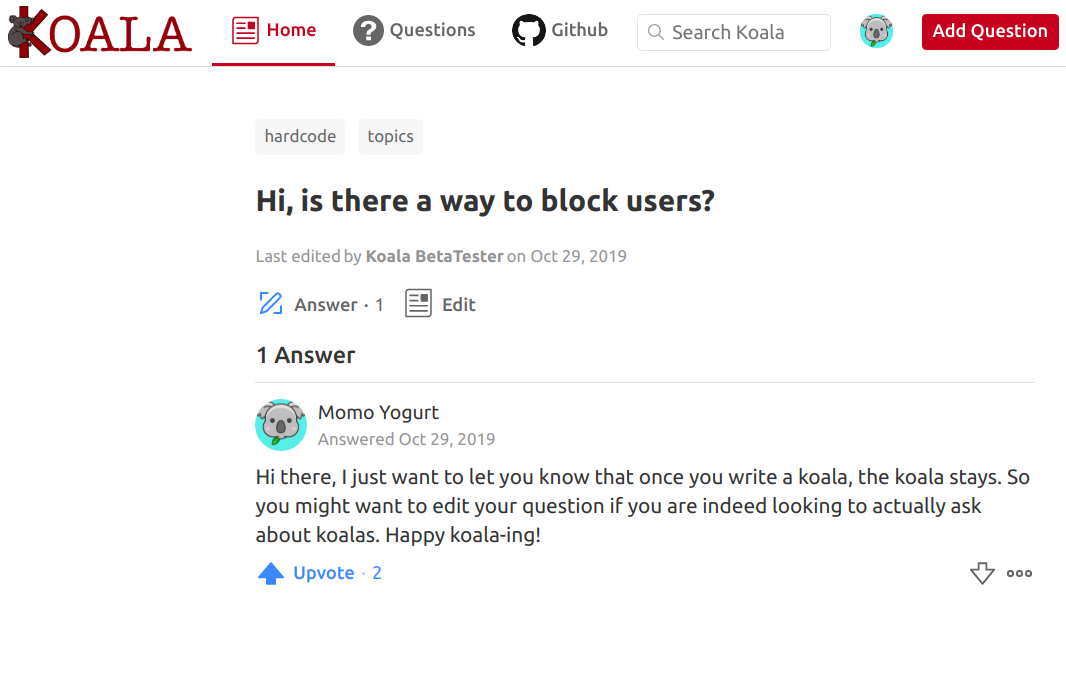 KOALA
Home
Questions
Github
Search Koala
Add Question
hardcode
topics
Hi, is there a way to block users?
Last edited by Koala BetaTester on Oct 29, 2019
Answer · 1
Edit
1 Answer
Momo Yogurt
Answered Oct 29, 2019
Hi there, I just want to let you know that once you write a koala, the koala stays. So
you might want to edit your question if you are indeed looking to actually ask
about koalas. Happy koala-ing!
Upvote · 2